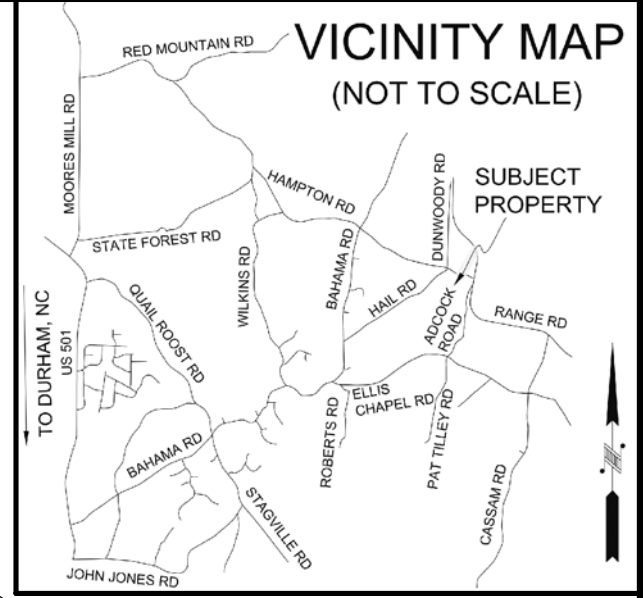 VICINITY MAP
(NOT TO SCALE)
RED MOUNTAIN RD
MOORES MILL RD
HAMPTON RD
DUNWOODY RD
SUBJECT
PROPERTY
STATE FOREST RD
WILKINS RD
BAHAMA RD
HAIL RD
ADCOCK
ROAD
RANGE RD
QUAIL ROOST RD
TO DURHAM, NC
US 501
ELLIS
CHAPEL RD
ROBERTS RD
PAT TILLEY RD
BAHAMA RD
STAGVILLE RD
CASSAM RD
JOHN JONES RD